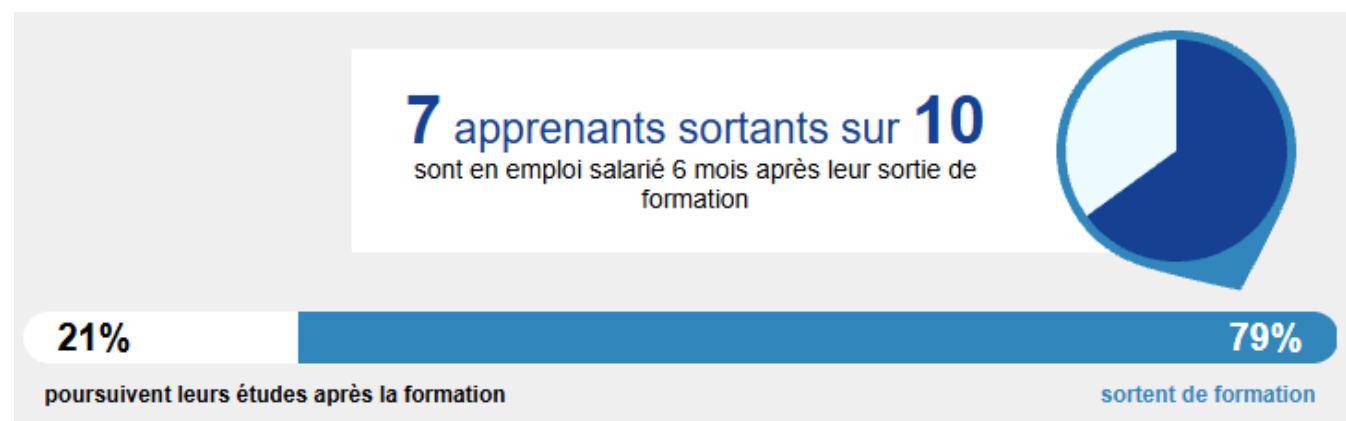 7 apprenants sortants sur 10
sont en emploi salarié 6 mois après leur sortie de
formation
21%
79%
poursuivent leurs études après la formation
sortent de formation